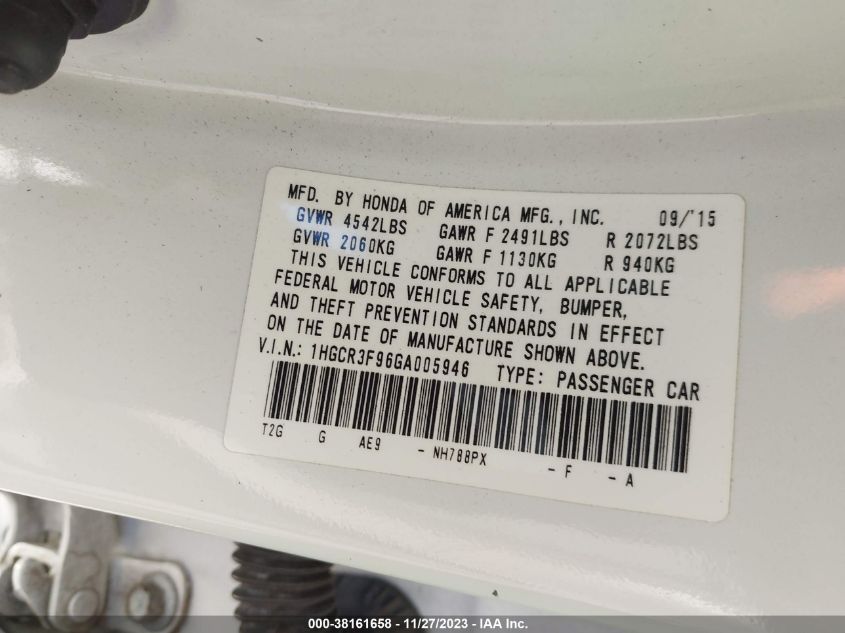 MFD. BY HONDA OF AMERICA MFG., INC. 09/'15
GVWR 4542LBS GAWR F 2491LBS R 2072LBS
GVWR 2060KG GAWR F 1130KG R 940KG
THIS VEHICLE CONFORMS TO ALL APPLICABLE
FEDERAL MOTOR VEHICLE SAFETY, BUMPER,
AND THEFT PREVENTION STANDARDS IN EFFECT
ON THE DATE OF MANUFACTURE SHOWN ABOVE.
V.I.N.: 1HGCR3F96GA005946 TYPE: PASSENGER CAR
T2G G AE9 - NH788PX - F - A
000-38161658 - 11/27/2023 - IAA Inc.